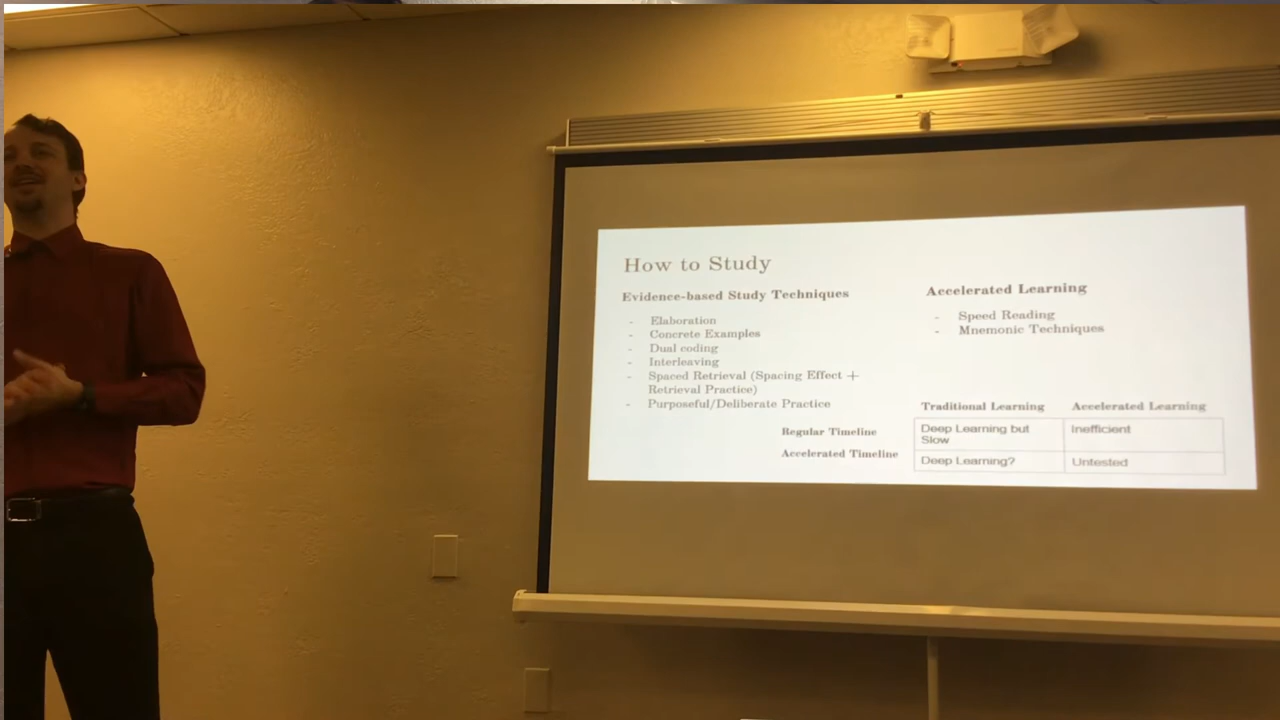 How to Study
Evidence-based Study Techniques
- Elaboration
- Concrete Examples
- Dual coding
- Interleaving
- Spaced Retrieval (Spacing Effect +
Retrieval Practice)
- Purposeful/Deliberate Practice
Accelerated Learning
- Speed Reading
- Mnemonic Techniques
Traditional Learning Accelerated Learning
Regular Timeline Deep Learning but
Slow Inefficient
Accelerated Timeline Deep Learning? Untested